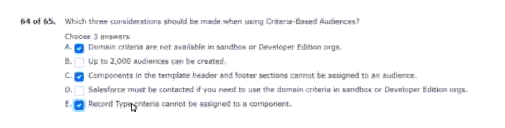 64 of 65. Which three considerations should be made when using Criteria-Based Audiences?
Choose 3 answers
A. Domain criteria are not available in sandbox or Developer Edition orgs.
B. Up to 2,000 audiences can be created.
C. Components in the template header and footer sections cannot be assigned to an audience.
D. Salesforce must be contacted if you need to use the domain criteria in sandbox or Developer Edition orgs.
E. Record Type criteria cannot be assigned to a component.